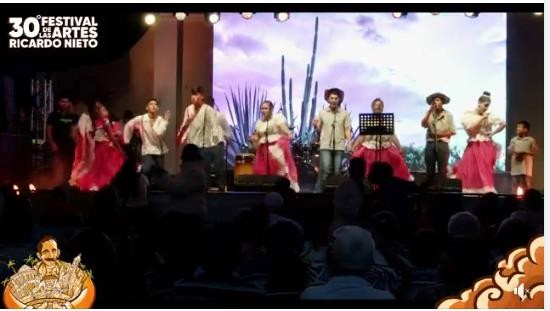 30° FESTIVAL
DE LAS ARTES
RICARDO NIETO